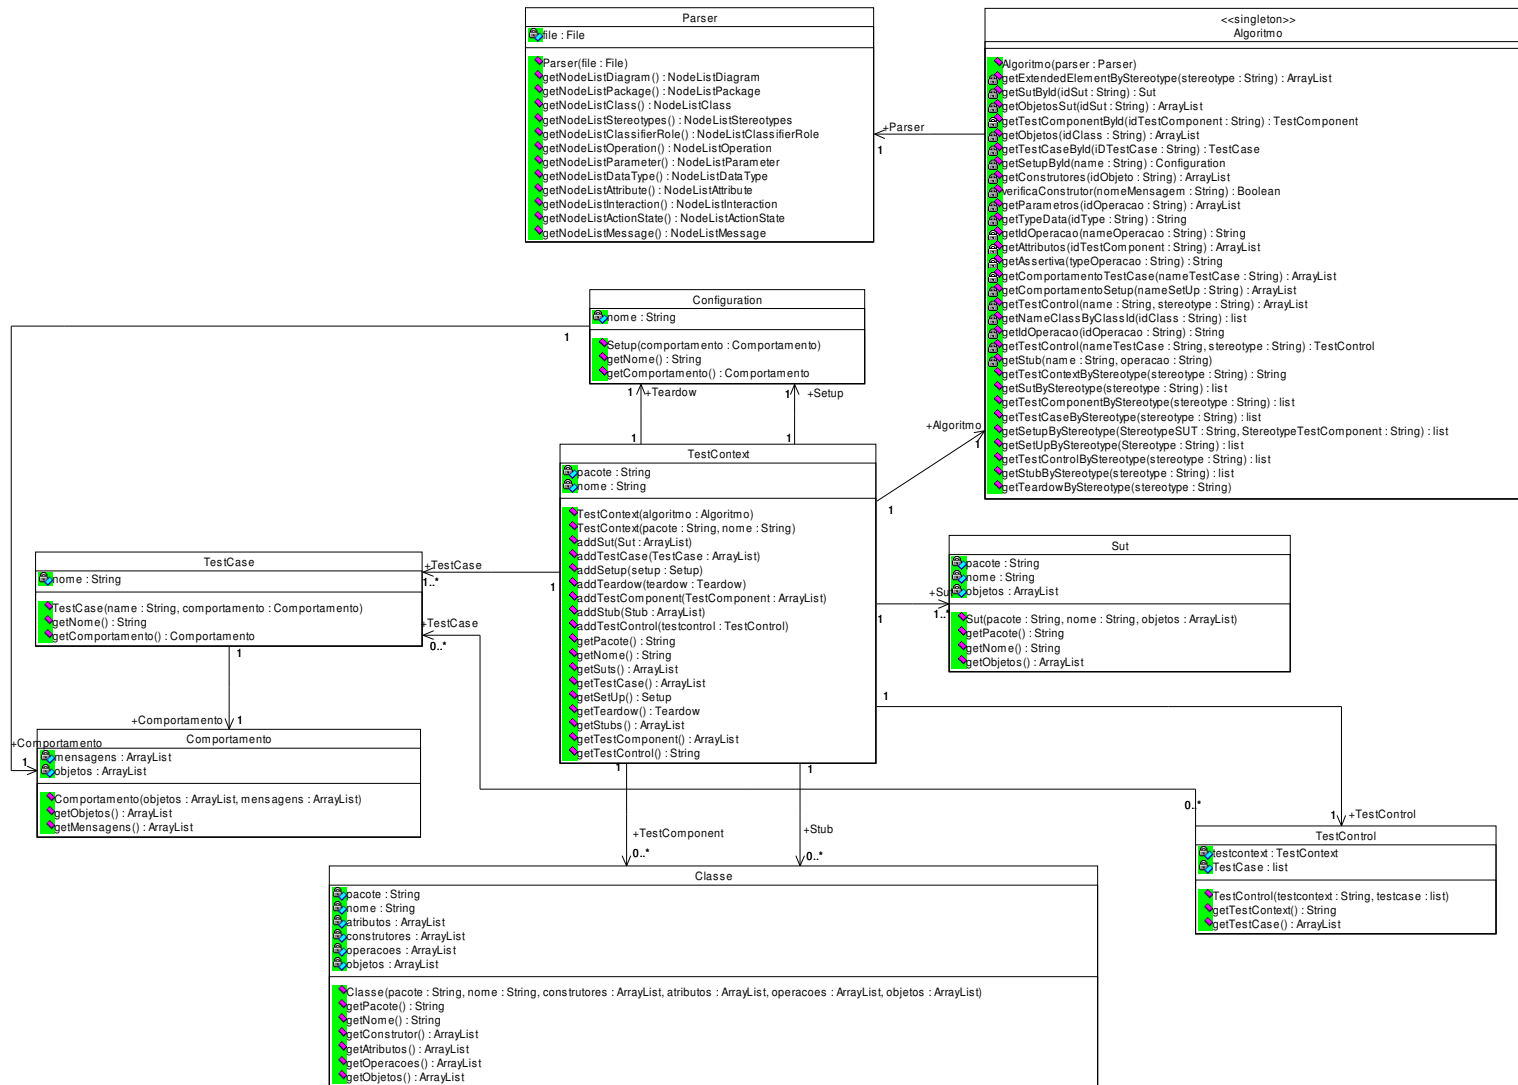 Parser
file : File
Parser(file : File)
getNodeListDiagram() : NodeListDiagram
getNodeListPackage() : NodeListPackage
getNodeListClass() : NodeListClass
getNodeListStereotypes() : NodeListStereotypes
getNodeListClassifierRole() : NodeListClassifierRole
getNodeListOperation() : NodeListOperation
getNodeListParameter() : NodeListParameter
getNodeListDataType() : NodeListDataType
getNodeListAttribute() : NodeListAttribute
getNodeListInteraction() : NodeListInteraction
getNodeListActionState() : NodeListActionState
getNodeListMessage() : NodeListMessage
+Parser
1
<<singleton>>
Algoritmo
Algoritmo(parser : Parser)
getExtendedElementByStereotype(stereotype : String) : ArrayList
getSutById(idSut : String) : Sut
getObjetosSut(idSut : String) : ArrayList
getTestComponentById(idTestComponent : String) : TestComponent
getObjetos(idClass : String) : ArrayList
getTestCaseById(iDTestCase : String) : TestCase
getSetupById(name : String) : Configuration
getConstrutores(idObjeto : String) : ArrayList
verificaConstrutor(nomeMensagem : String) : Boolean
getParametros(idOperacao : String) : ArrayList
getTypeData(idType : String) : String
getIdOperacao(nameOperacao : String) : String
getAtributos(idTestComponent : String) : ArrayList
getAssertiva(typeOperacao : String) : String
getComportamentoTestCase(nameTestCase : String) : ArrayList
getComportamentoSetup(nameSetUp : String) : ArrayList
getTestControl(name : String, stereotype : String) : ArrayList
getNameClassByClassId(idClass : String) : list
getIdOperacao(idOperacao : String) : String
getTestControl(nameTestCase : String, stereotype : String) : TestControl
getStub(name : String, operacao : String)
getTestContextByStereotype(stereotype : String) : String
getSutByStereotype(stereotype : String) : list
getTestComponentByStereotype(stereotype : String) : list
getTestCaseByStereotype(stereotype : String) : list
getSetupByStereotype(StereotypeSUT : String, StereotypeTestComponent : String) : list
getSetUpByStereotype(Stereotype : String) : list
getTestControlByStereotype(stereotype : String) : list
getStubByStereotype(stereotype : String) : list
getTeardowByStereotype(stereotype : String)
Configuration
nome : String
Setup(comportamento : Comportamento)
getNome() : String
getComportamento() : Comportamento
1
1 +Teardow
1 +Setup
1
1
+Algoritmo
1
1
TestContext
pacote : String
nome : String
TestContext(algoritmo : Algoritmo)
TestContext(pacote : String, nome : String)
addSut(Sut : ArrayList)
addTestCase(TestCase : ArrayList)
addSetup(setup : Setup)
addTeardow(teardow : Teardow)
addTestComponent(TestComponent : ArrayList)
addStub(Stub : ArrayList)
addTestControl(testcontrol : TestControl)
getPacote() : String
getNome() : String
getSuts() : ArrayList
getTestCase() : ArrayList
getSetUp() : Setup
getTeardow() : Teardow
getStubs() : ArrayList
getTestComponent() : ArrayList
getTestControl() : String
TestCase
nome : String
TestCase(name : String, comportamento : Comportamento)
getNome() : String
getComportamento() : Comportamento
+TestCase
1..*
1
+TestCase
0..*
1
+Comportamento 1
Sut
pacote : String
nome : String
objetos : ArrayList
Sut(pacote : String, nome : String, objetos : ArrayList)
getPacote() : String
getNome() : String
getObjetos() : ArrayList
+Sut
1..*
1
1
+Comportamento
1
Comportamento
mensagens : ArrayList
objetos : ArrayList
Comportamento(objetos : ArrayList, mensagens : ArrayList)
getObjetos() : ArrayList
getMensagens() : ArrayList
1
1
+TestComponent
0..*
+Stub
0..*
0..*
1 +TestControl
TestControl
testcontext : TestContext
TestCase : list
TestControl(testcontext : String, testcase : list)
getTestContext() : String
getTestCase() : ArrayList
Classe
pacote : String
nome : String
atributos : ArrayList
construtores : ArrayList
operacoes : ArrayList
objetos : ArrayList
Classe(pacote : String, nome : String, construtores : ArrayList, atributos : ArrayList, operacoes : ArrayList, objetos : ArrayList)
getPacote() : String
getNome() : String
getConstrutor() : ArrayList
getAtributos() : ArrayList
getOperacoes() : ArrayList
getObjetos() : ArrayList